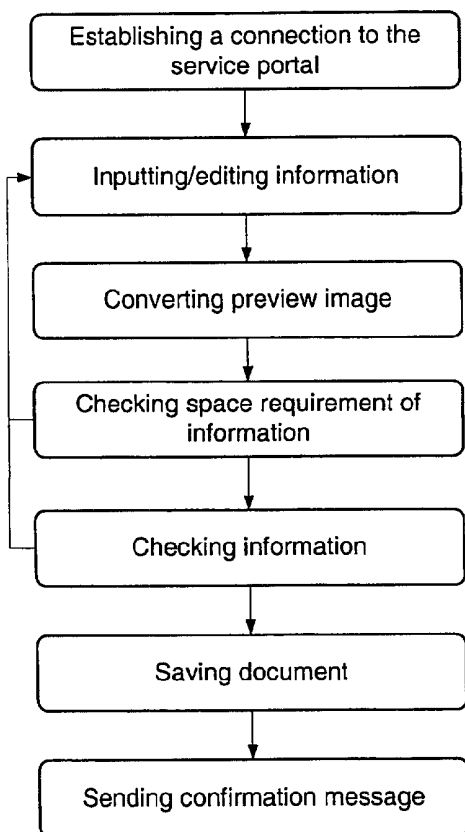 Establishing a connection to the
service portal
Inputting/editing information
Converting preview image
Checking space requirement of
information
Checking information
Saving document
Sending confirmation message